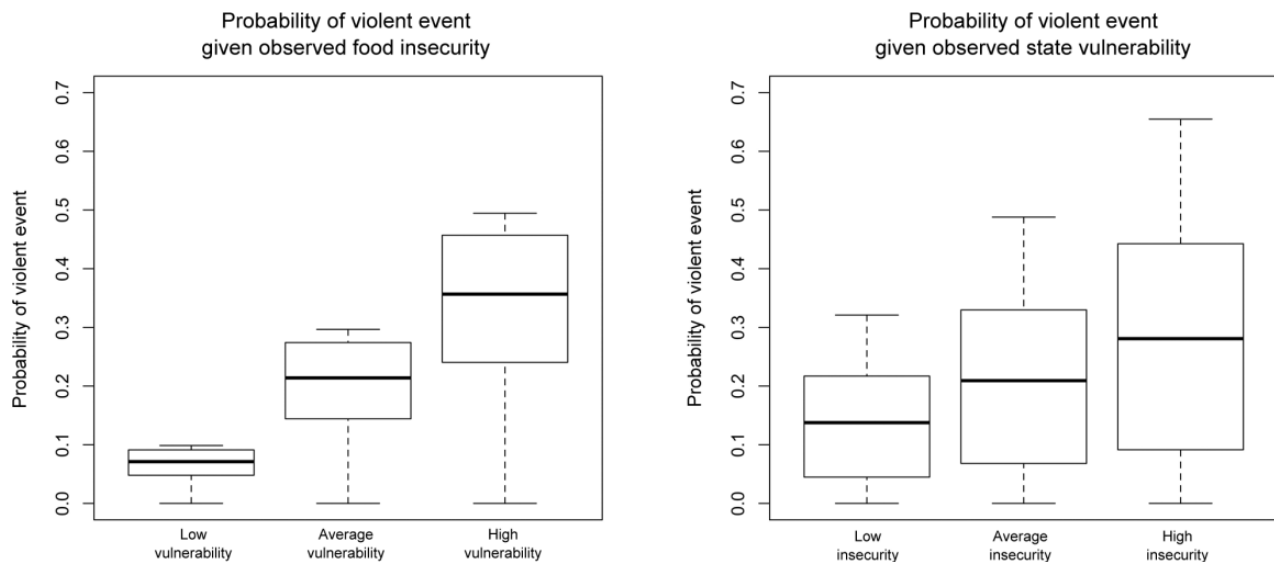 Probability of violent event
given observed food insecurity
Probability of violent event
0.0
0.1
0.2
0.3
0.4
0.5
0.6
0.7
Low
vulnerability
Average
vulnerability
High
vulnerability
Probability of violent event
given observed state vulnerability
Probability of violent event
0.0
0.1
0.2
0.3
0.4
0.5
0.6
0.7
Low
insecurity
Average
insecurity
High
insecurity